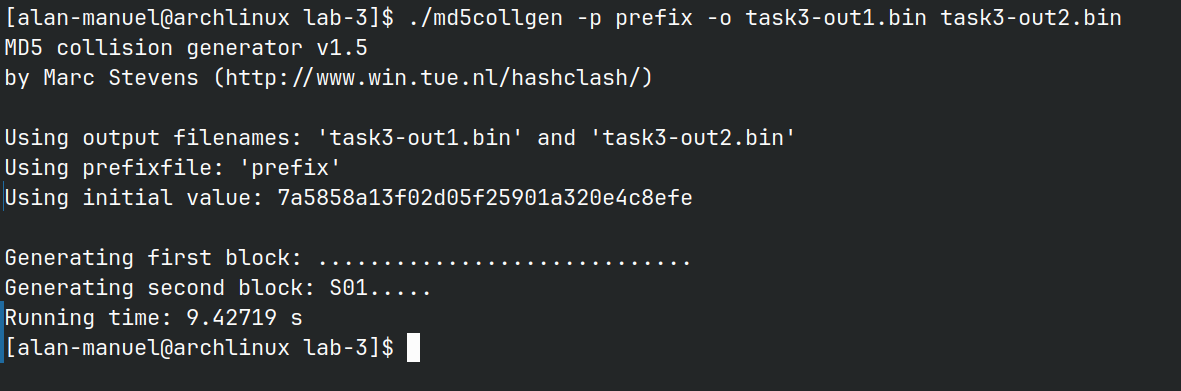 [alan-manuel@archlinux lab-3]$ ./md5collgen -p prefix -o task3-out1.bin task3-out2.bin
MD5 collision generator v1.5
by Marc Stevens (http://www.win.tue.nl/hashclash/)
Using output filenames: 'task3-out1.bin' and 'task3-out2.bin'
Using prefixfile: 'prefix'
Using initial value: 7a5858a13f02d05f25901a320e4c8efe
Generating first block: .............................
Generating second block: S01.....
Running time: 9.42719 s
[alan-manuel@archlinux lab-3]$